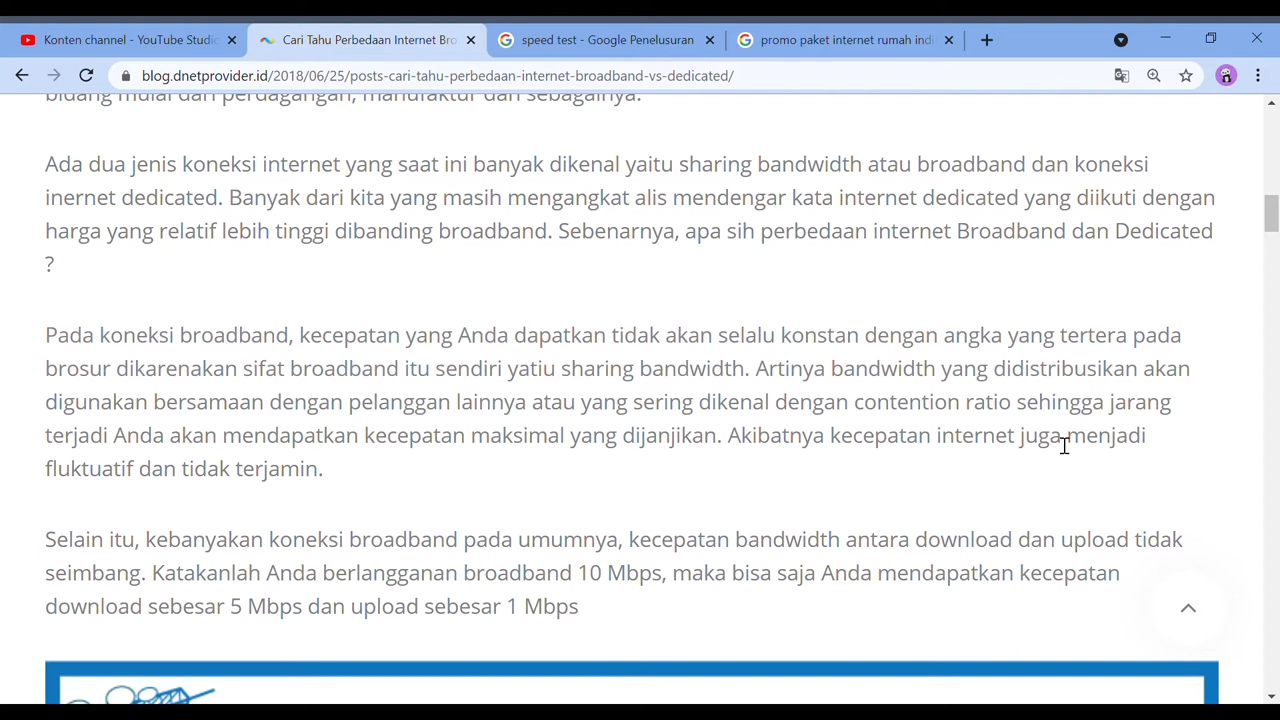 Konten channel - YouTube Studi
Cari Tahu Perbedaan Internet Bro
speed test - Google Penelusuran
promo paket internet rumah indi
blog.dnetprovider.id/2018/06/25/posts-cari-tahu-perbedaan-internet-broadband-vs-dedicated/
bidang mulai dari perdagangan, manufaktur dan sebagainya.
Ada dua jenis koneksi internet yang saat ini banyak dikenal yaitu sharing bandwidth atau broadband dan koneksi
inernet dedicated. Banyak dari kita yang masih mengangkat alis mendengar kata internet dedicated yang diikuti dengan
harga yang relatif lebih tinggi dibanding broadband. Sebenarnya, apa sih perbedaan internet Broadband dan Dedicated
?
Pada koneksi broadband, kecepatan yang Anda dapatkan tidak akan selalu konstan dengan angka yang tertera pada
brosur dikarenakan sifat broadband itu sendiri yatiu sharing bandwidth. Artinya bandwidth yang didistribusikan akan
digunakan bersamaan dengan pelanggan lainnya atau yang sering dikenal dengan contention ratio sehingga jarang
terjadi Anda akan mendapatkan kecepatan maksimal yang dijanjikan. Akibatnya kecepatan internet juga menjadi
fluktuatif dan tidak terjamin.
Selain itu, kebanyakan koneksi broadband pada umumnya, kecepatan bandwidth antara download dan upload tidak
seimbang. Katakanlah Anda berlangganan broadband 10 Mbps, maka bisa saja Anda mendapatkan kecepatan
download sebesar 5 Mbps dan upload sebesar 1 Mbps